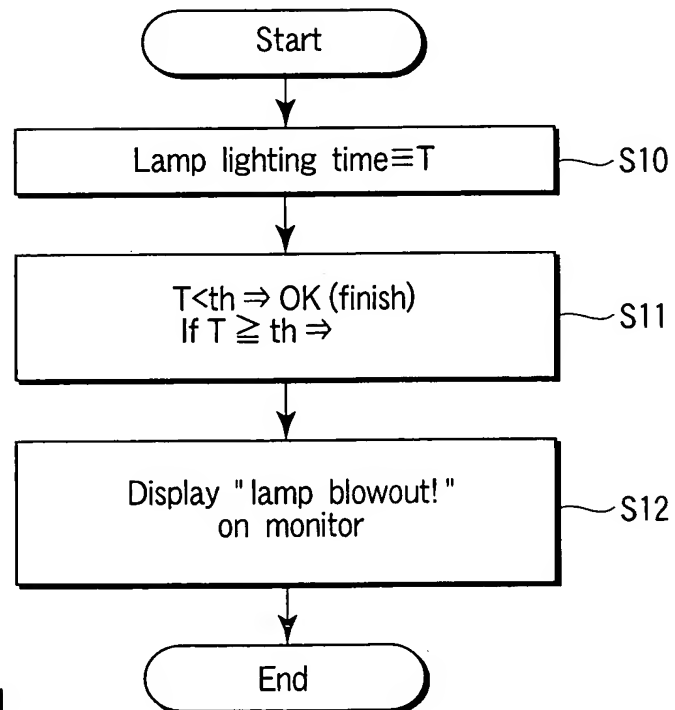 Start
Lamp lighting time≡T
S10
T<th ⇒ OK (finish)
If T ≧ th ⇒
S11
Display "lamp blowout!"
on monitor
S12
End